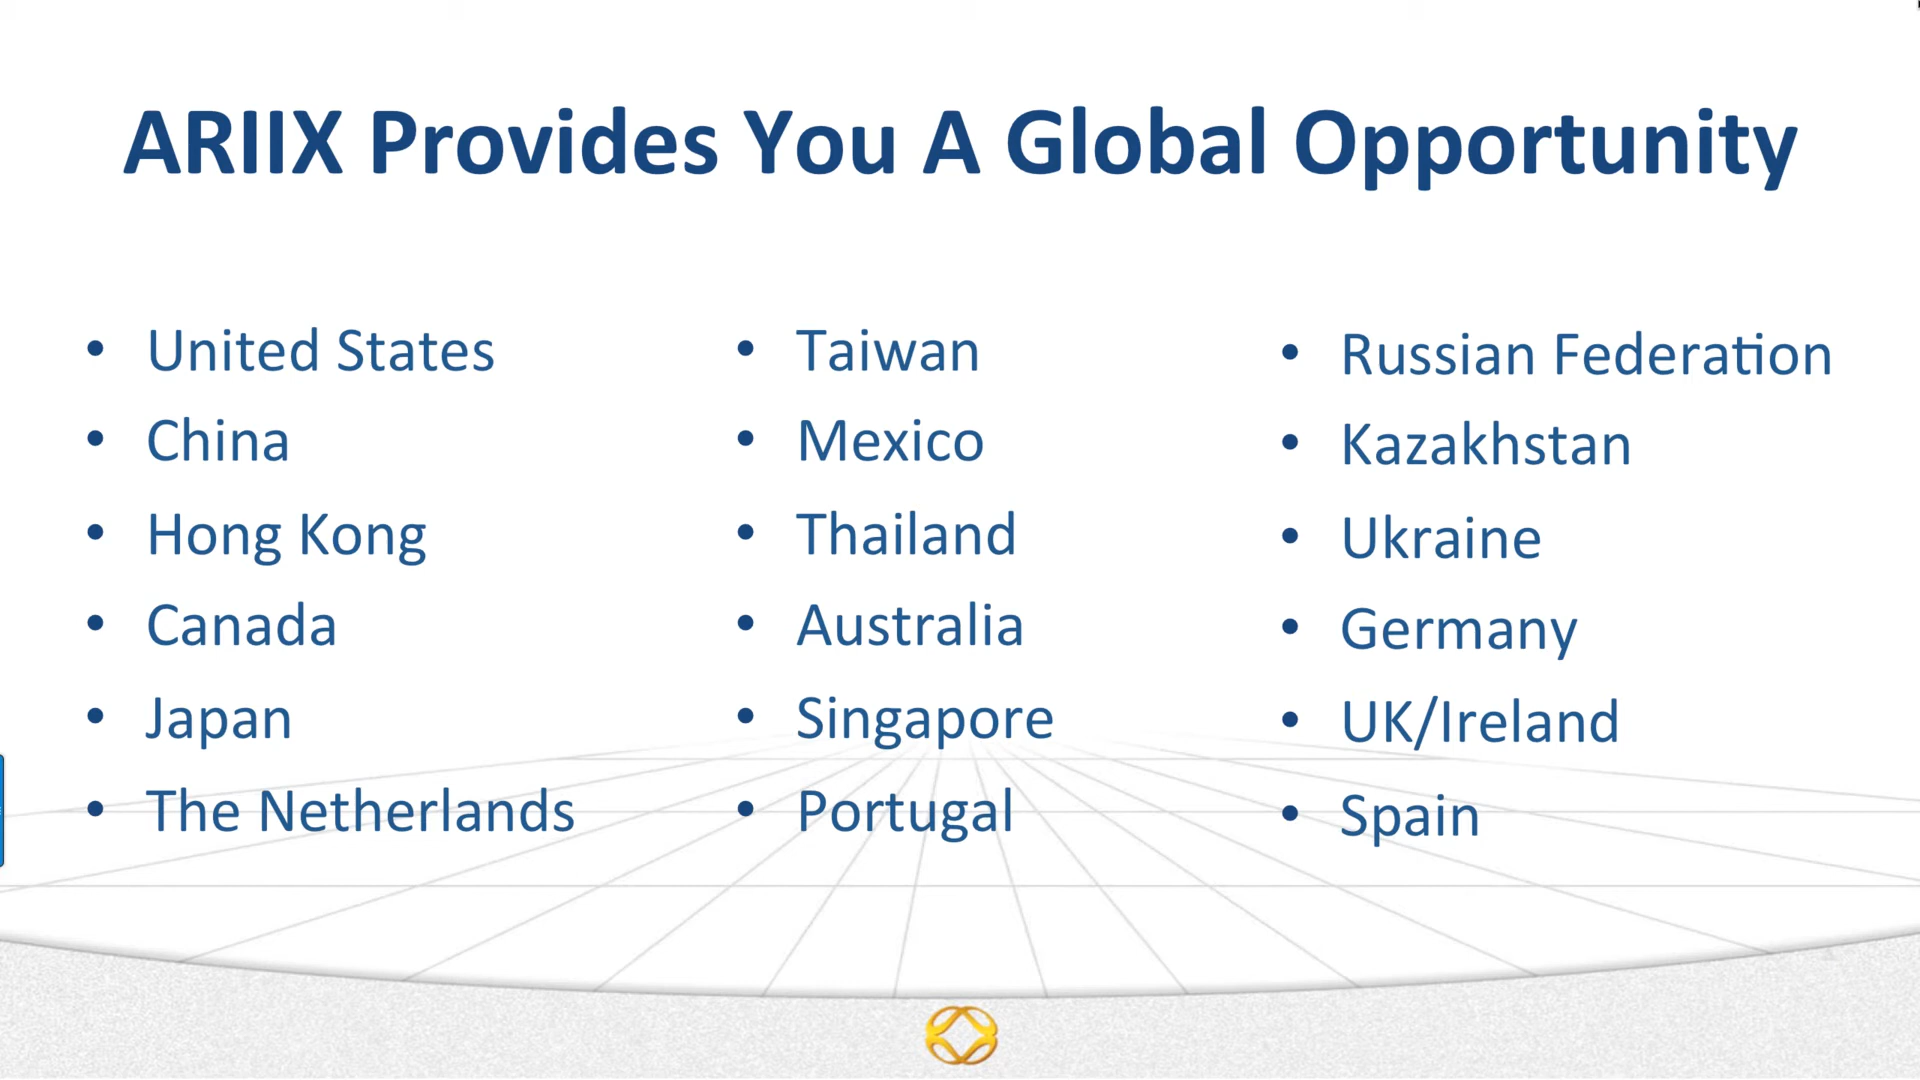 ARIIX Provides You A Global Opportunity
• United States
• China
• Hong Kong
• Canada
• Japan
• The Netherlands
• Taiwan
• Mexico
• Thailand
• Australia
• Singapore
• Portugal
• Russian Federation
• Kazakhstan
• Ukraine
• Germany
• UK/Ireland
• Spain